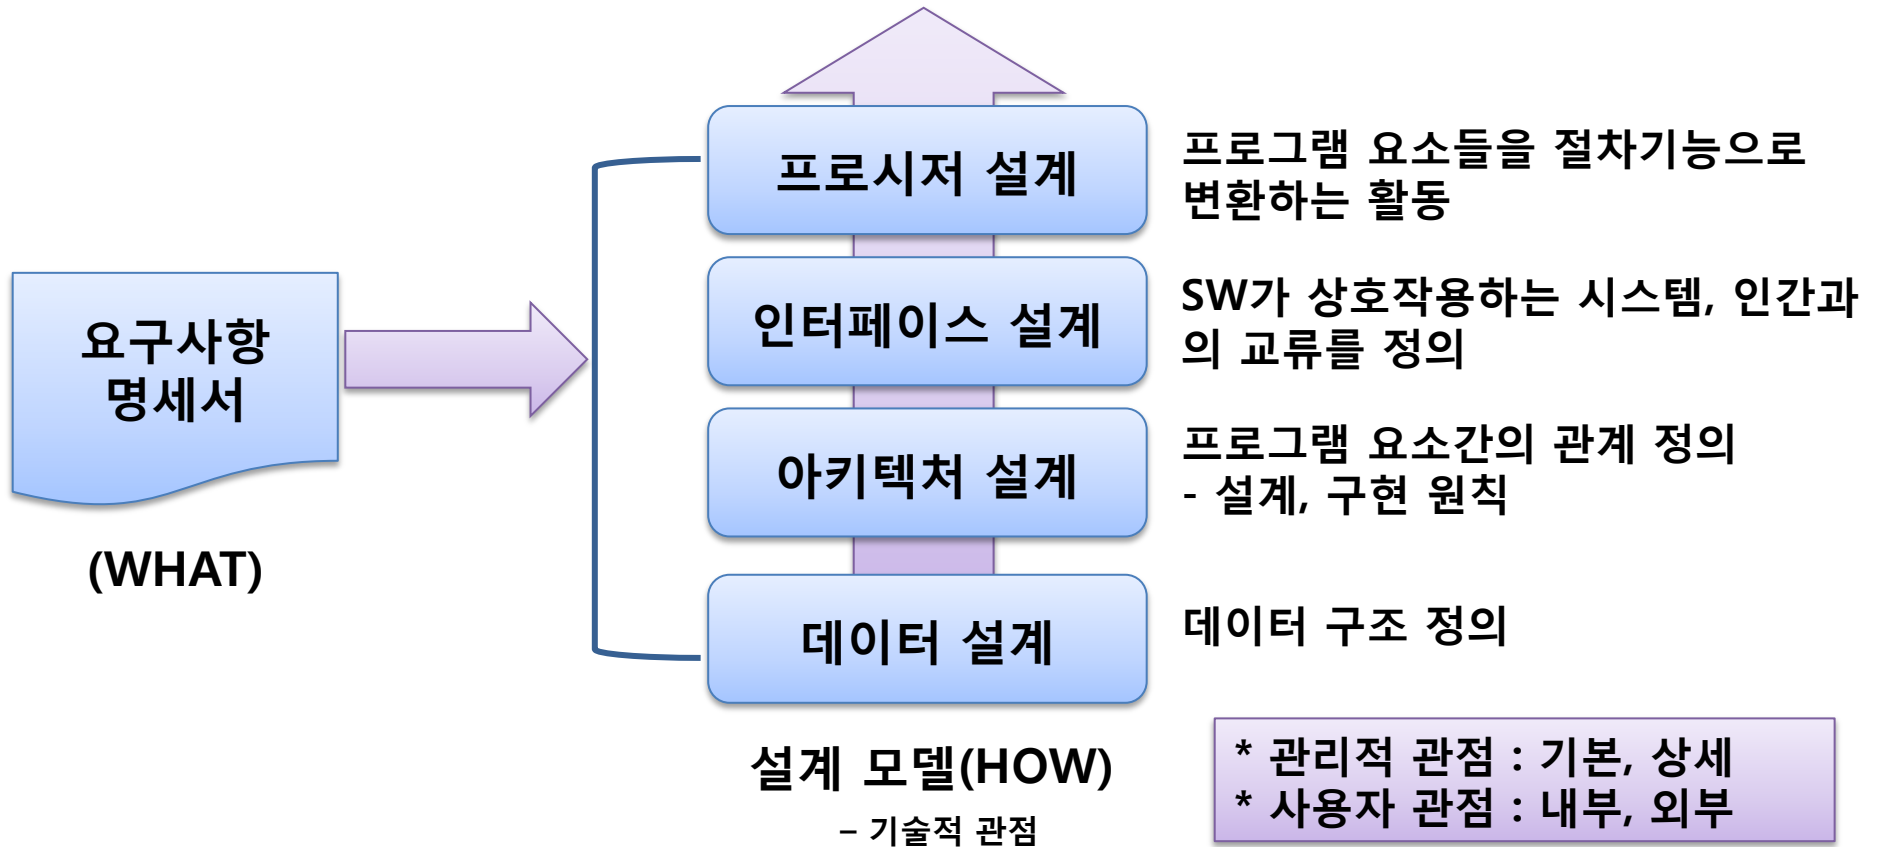 요구사항
명세서
(WHAT)
프로시저 설계
프로그램 요소들을 절차기능으로
변환하는 활동
인터페이스 설계
SW가 상호작용하는 시스템, 인간과
의 교류를 정의
아키텍처 설계
프로그램 요소간의 관계 정의
- 설계, 구현 원칙
데이터 설계
데이터 구조 정의
설계 모델(HOW)
– 기술적 관점
* 관리적 관점 : 기본, 상세
* 사용자 관점 : 내부, 외부